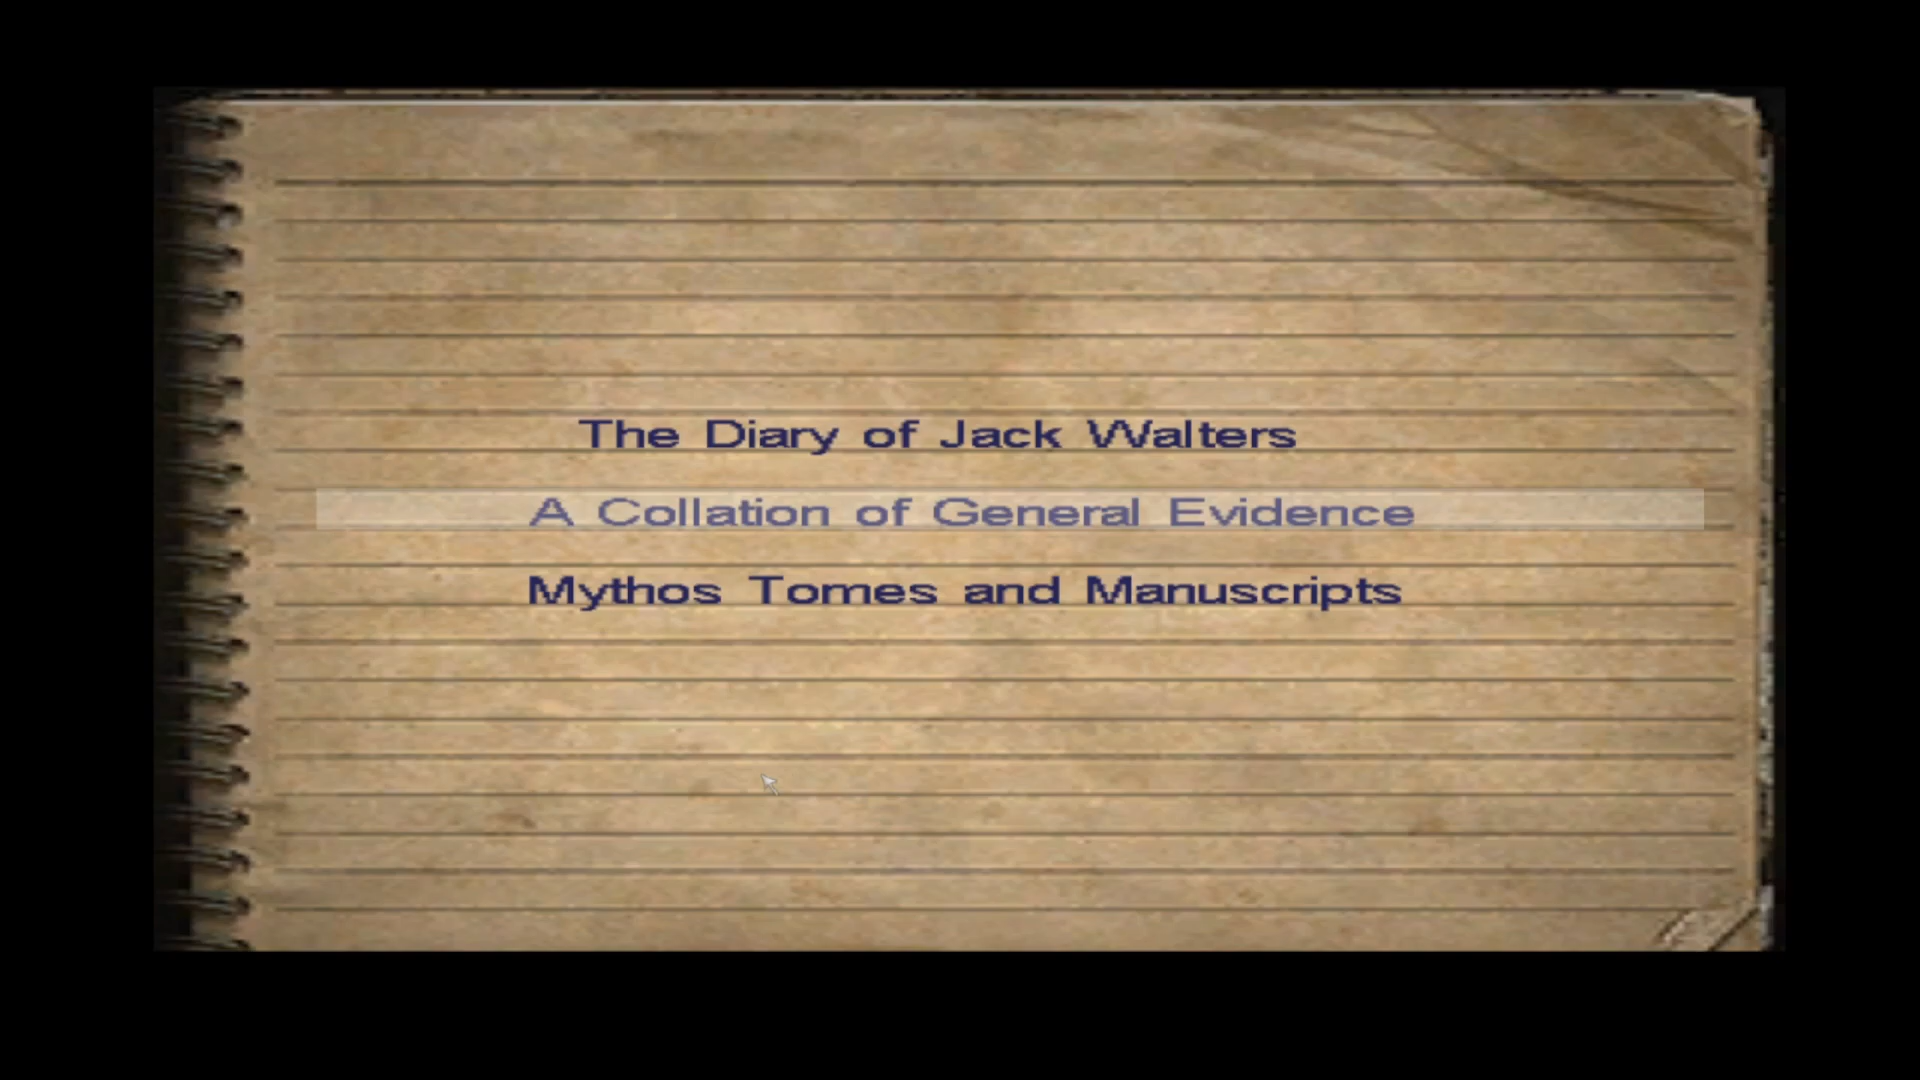 The Diary of Jack Walters
A Collation of General Evidence
Mythos Tomes and Manuscripts